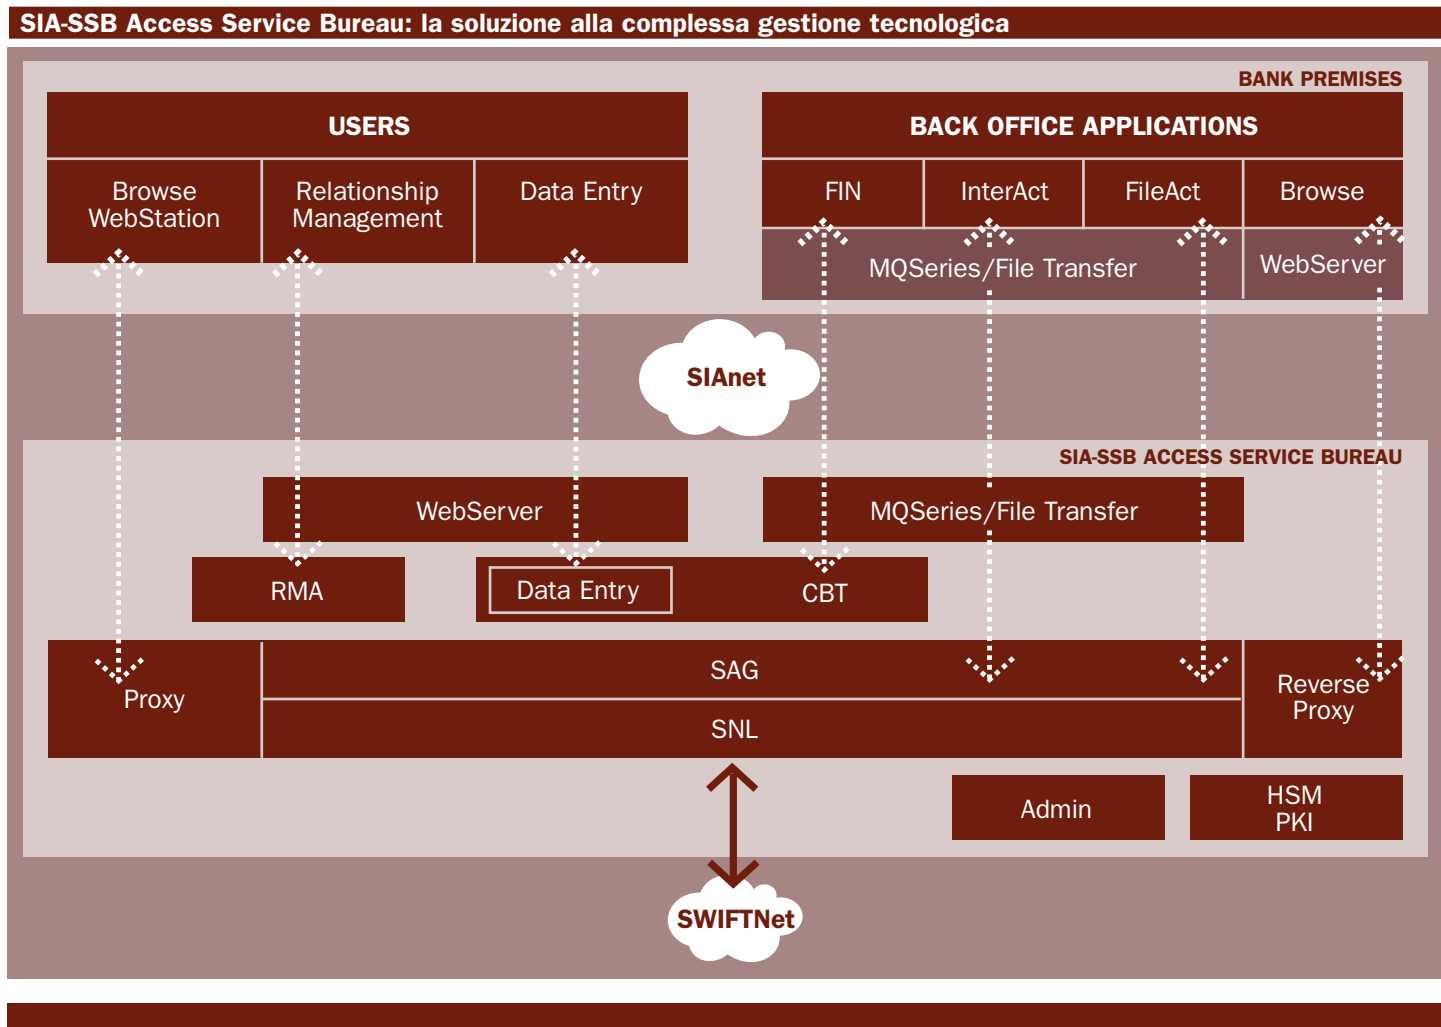 SIA-SSB Access Service Bureau: la soluzione alla complessa gestione tecnologica
BANK PREMISES
USERS
Browse
WebStation
Relationship
Management
Data Entry
BACK OFFICE APPLICATIONS
FIN
InterAct
FileAct
Browse
MQSeries/File Transfer
WebServer
SIAnet
SIA-SSB ACCESS SERVICE BUREAU
WebServer
MQSeries/File Transfer
RMA
Data Entry
CBT
Proxy
SAG
SNL
Reverse
Proxy
Admin
HSM
PKI
SWIFTNet